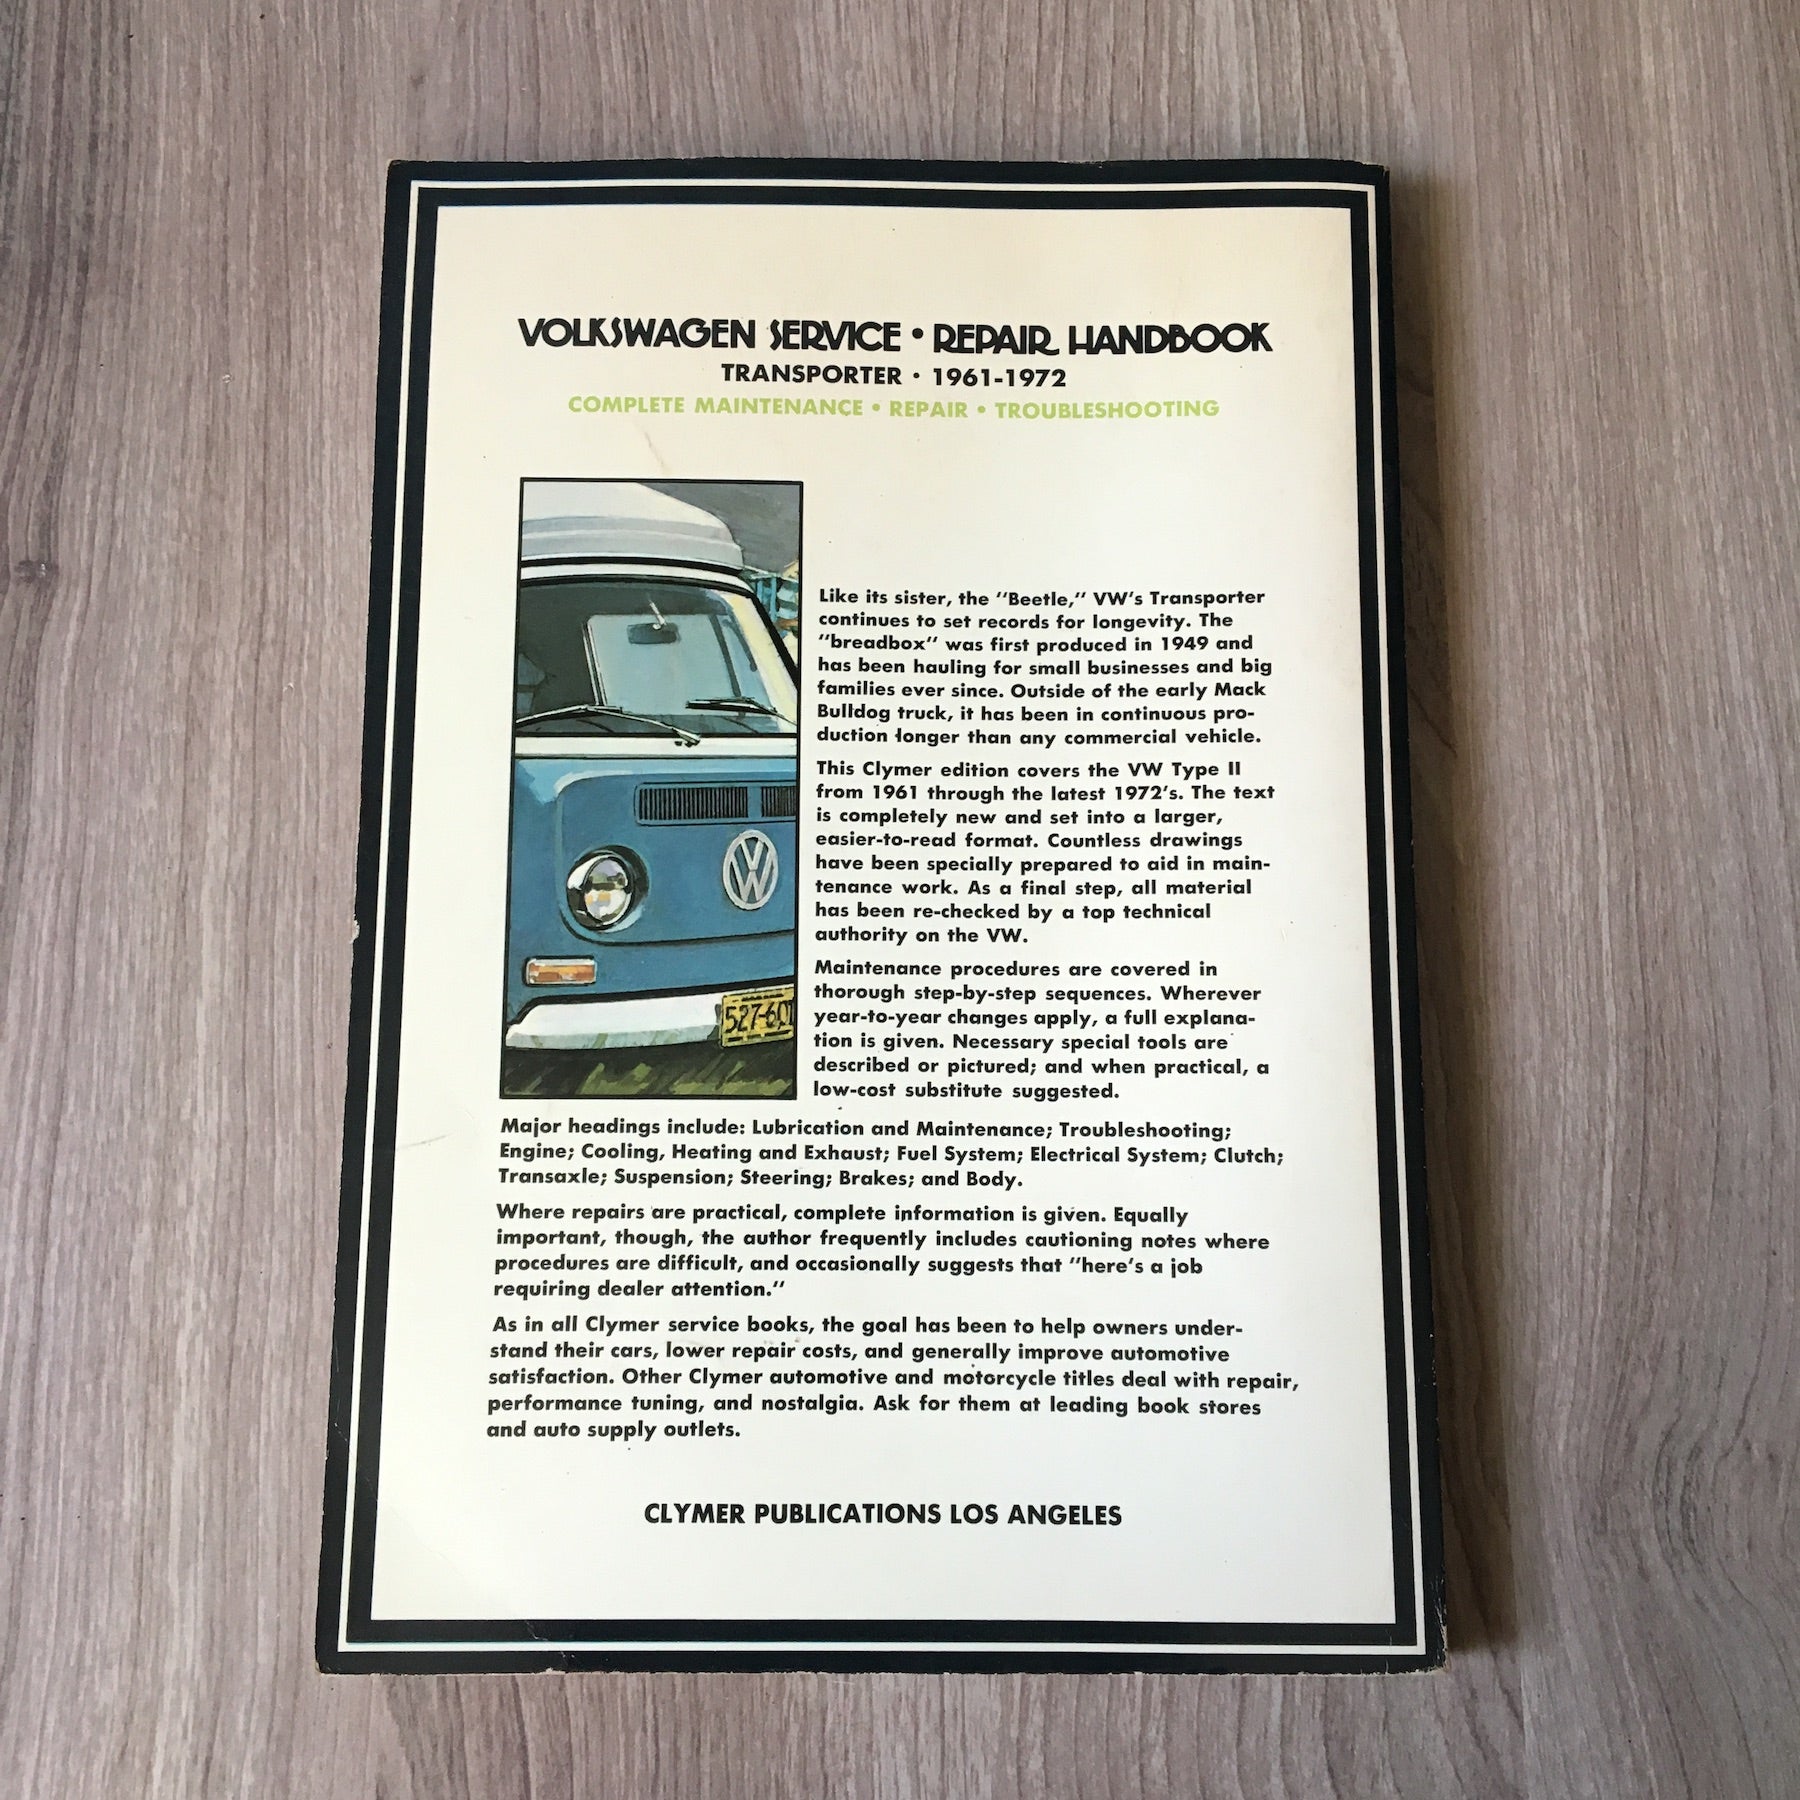 VOLKSWAGEN SERVICE • REPAIR HANDBOOK
TRANSPORTER • 1961-1972
COMPLETE MAINTENANCE • REPAIR • TROUBLESHOOTING
Like its sister, the "Beetle," VW's Transporter
continues to set records for longevity. The
"breadbox" was first produced in 1949 and
has been hauling for small businesses and big
families ever since. Outside of the early Mack
Bulldog truck, it has been in continuous pro-
duction longer than any commercial vehicle.
This Clymer edition covers the VW Type II
from 1961 through the latest 1972's. The text
is completely new and set into a larger,
easier-to-read format. Countless drawings
have been specially prepared to aid in main-
tenance work. As a final step, all material
has been re-checked by a top technical
authority on the VW.
Maintenance procedures are covered in
thorough step-by-step sequences. Wherever
year-to-year changes apply, a full explana-
tion is given. Necessary special tools are
described or pictured; and when practical, a
low-cost substitute suggested.
VW
527-60
Major headings include: Lubrication and Maintenance; Troubleshooting;
Engine; Cooling, Heating and Exhaust; Fuel System; Electrical System; Clutch;
Transaxle; Suspension; Steering; Brakes; and Body.
Where repairs are practical, complete information is given. Equally
important, though, the author frequently includes cautioning notes where
procedures are difficult, and occasionally suggests that "here's a job
requiring dealer attention."
As in all Clymer service books, the goal has been to help owners under-
stand their cars, lower repair costs, and generally improve automotive
satisfaction. Other Clymer automotive and motorcycle titles deal with repair,
performance tuning, and nostalgia. Ask for them at leading book stores
and auto supply outlets.
CLYMER PUBLICATIONS LOS ANGELES